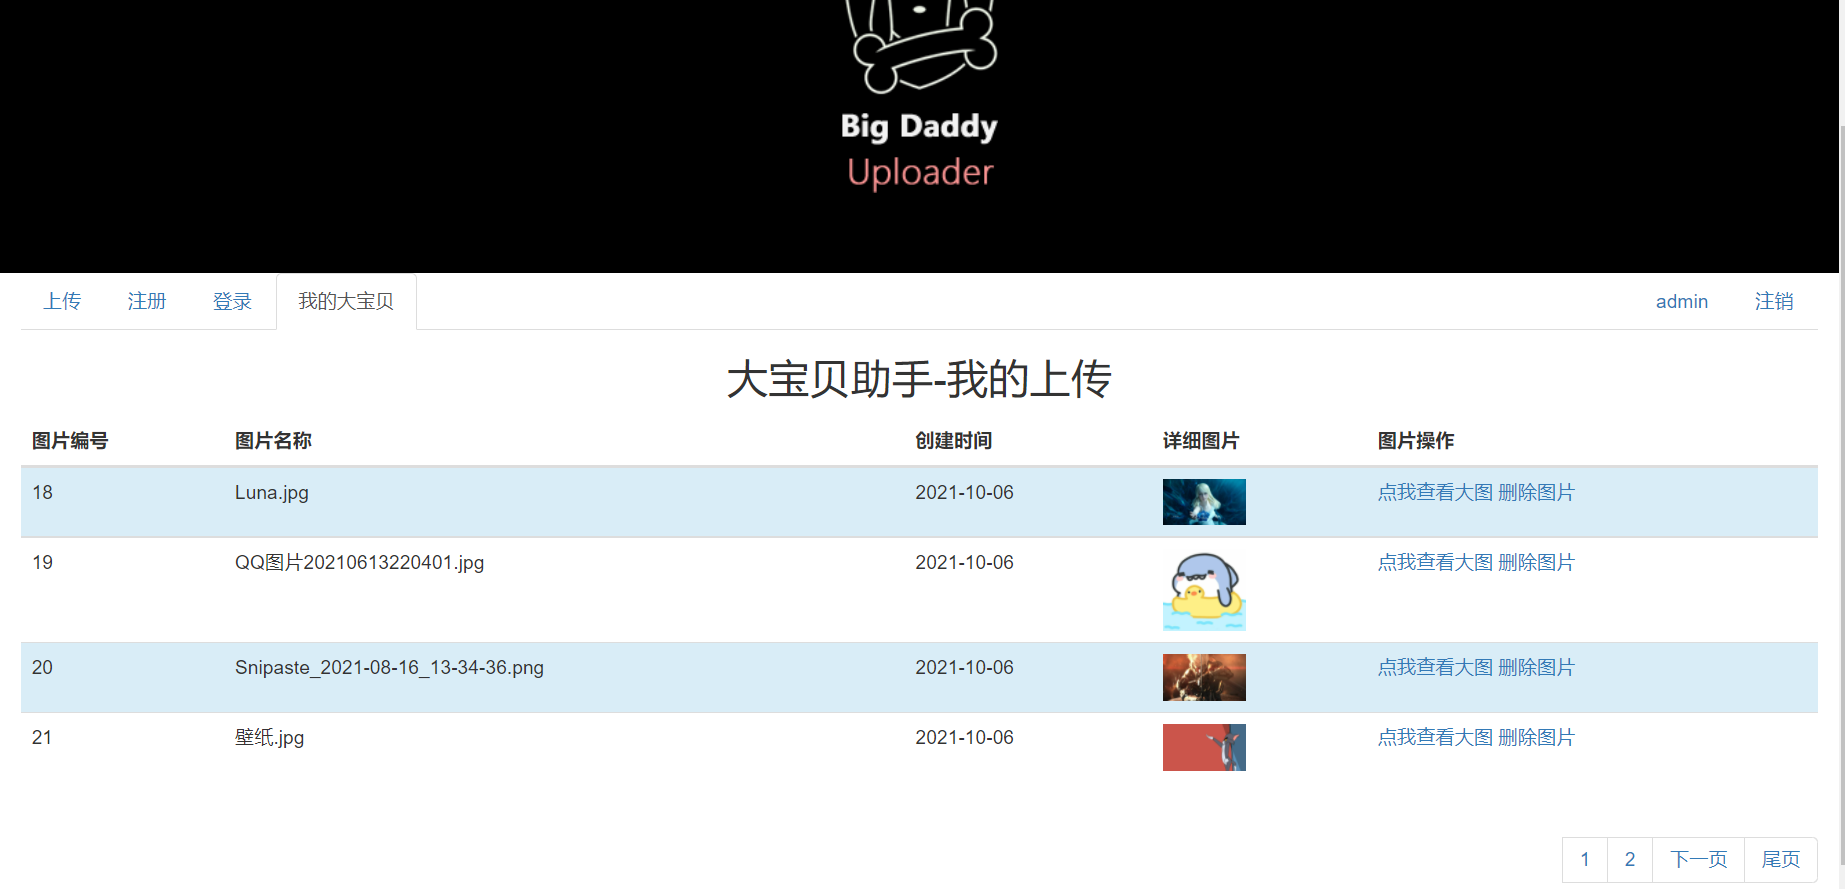 Big Daddy
Uploader
上传 注册 登录 我的大宝贝 admin 注销
大宝贝助手-我的上传
图片编号 图片名称 创建时间 详细图片 图片操作
18 Luna.jpg 2021-10-06 点我查看大图 删除图片
19 QQ图片20210613220401.jpg 2021-10-06 点我查看大图 删除图片
20 Snipaste_2021-08-16_13-34-36.png 2021-10-06 点我查看大图 删除图片
21 壁纸.jpg 2021-10-06 点我查看大图 删除图片
1 2 下一页 尾页